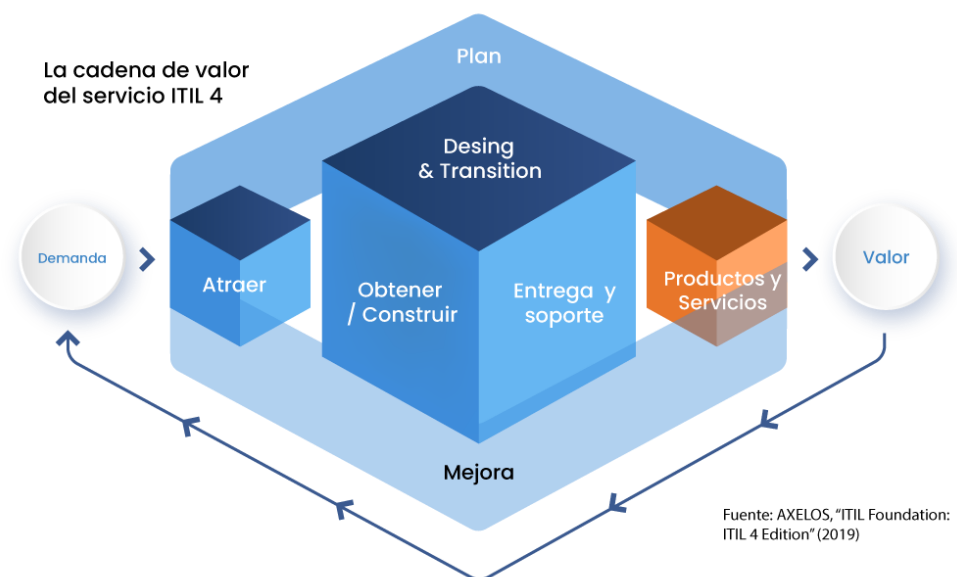 La cadena de valor
del servicio ITIL 4
Plan
Desing
& Transition
Demanda
Atraer
Obtener
/ Construir
Entrega y
soporte
Productos y
Servicios
Valor
Mejora
Fuente: AXELOS, “ITIL Foundation:
ITIL 4 Edition” (2019)